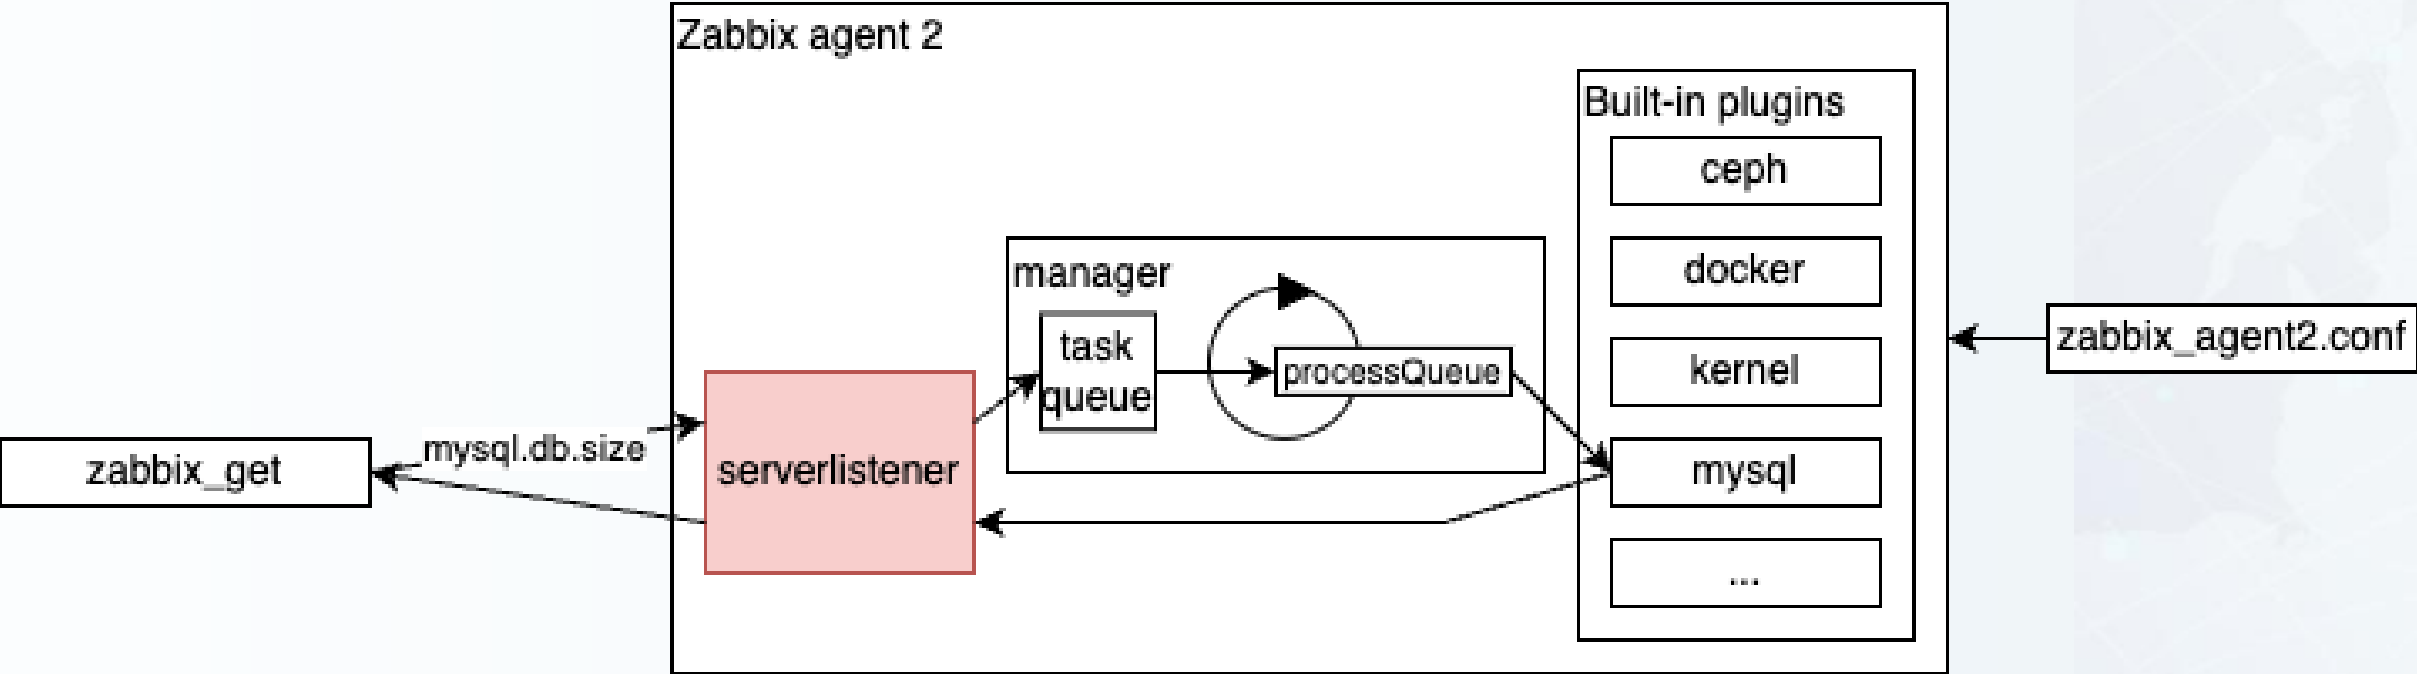 Zabbix agent 2
Built-in plugins
ceph
docker
kernel
mysql
...
manager
task
queue
processQueue
serverlistener
mysql.db.size
zabbix_get
zabbix_agent2.conf